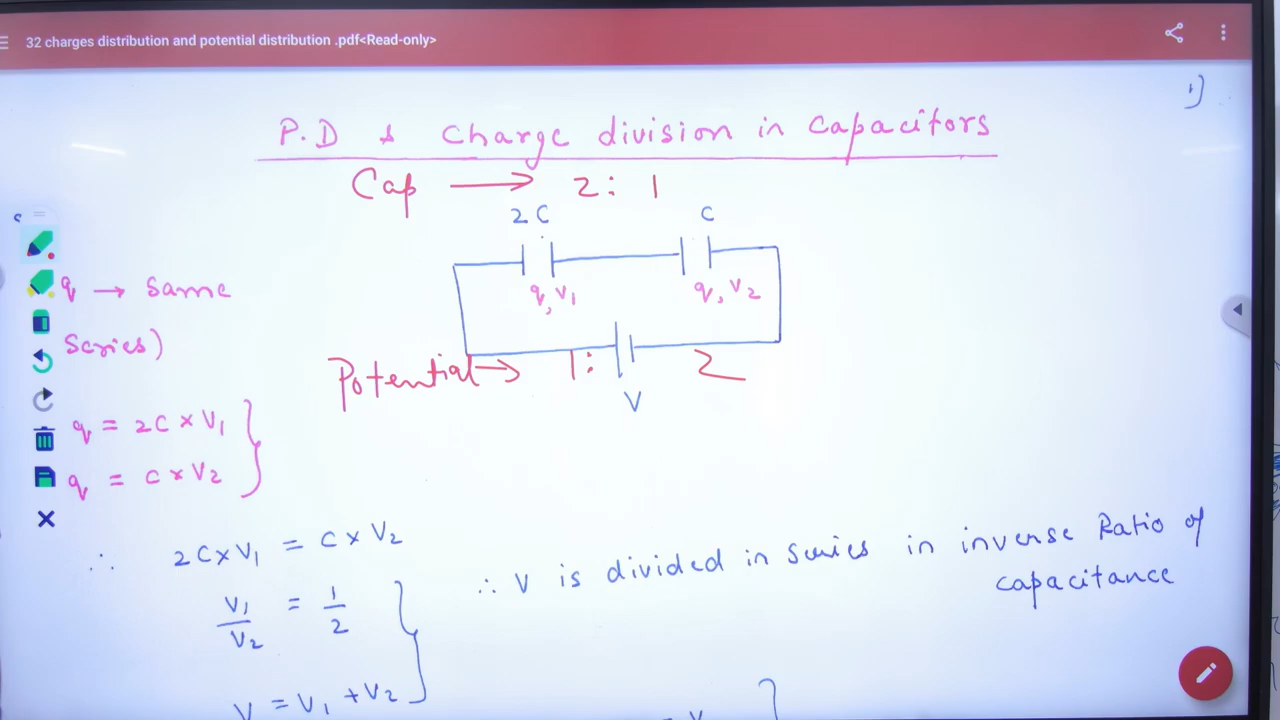 32 charges distribution and potential distribution .pdf<Read-only>
1)
P.D & Charge division in capacitors
Cap → 2 : 1
2C C
q → same
q, V₁ q, V₂
Series)
Potential → 1 : 2
V
q = 2C × V₁
q = C × V₂
∴ 2C × V₁ = C × V₂
∴ V is divided in series in inverse Ratio of
capacitance
V₁/V₂ = 1/2
V = V₁ + V₂